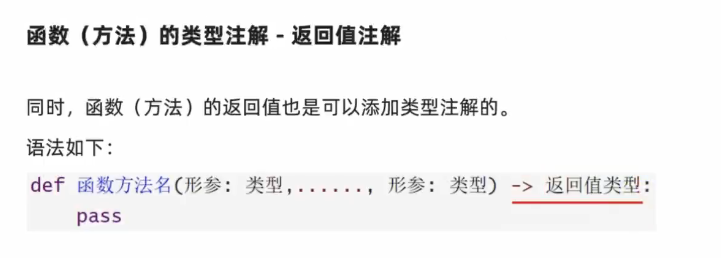 函数（方法）的类型注解 - 返回值注解
同时，函数（方法）的返回值也是可以添加类型注解的。
语法如下：
def 函数方法名(形参: 类型,......, 形参: 类型) -> 返回值类型:
    pass